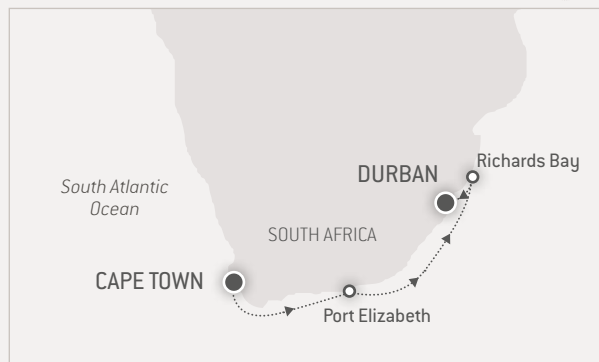 Richards Bay
DURBAN
South Atlantic
Ocean
SOUTH AFRICA
CAPE TOWN
Port Elizabeth